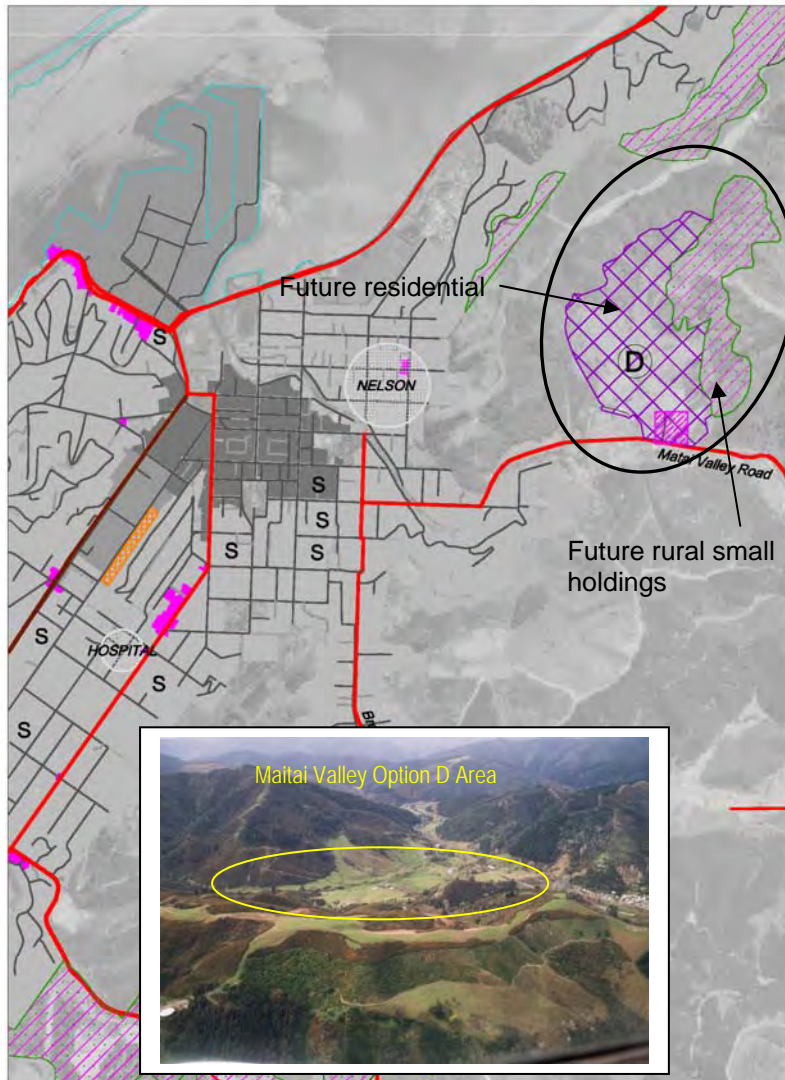 S
Future residential
D
NELSON
Matai Valley Road
S
S
S
S
Future rural small
holdings
S
HOSPITAL
S
S
Maitai Valley Option D Area